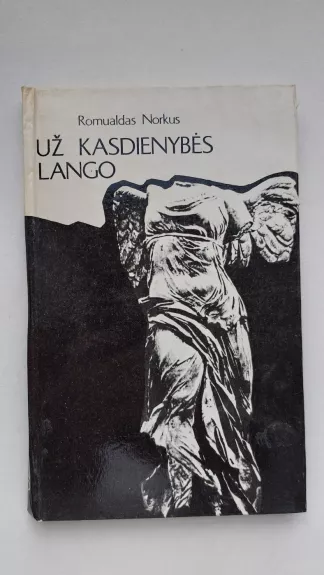 Romualdas Norkus
UŽ KASDIENYBĖS
LANGO